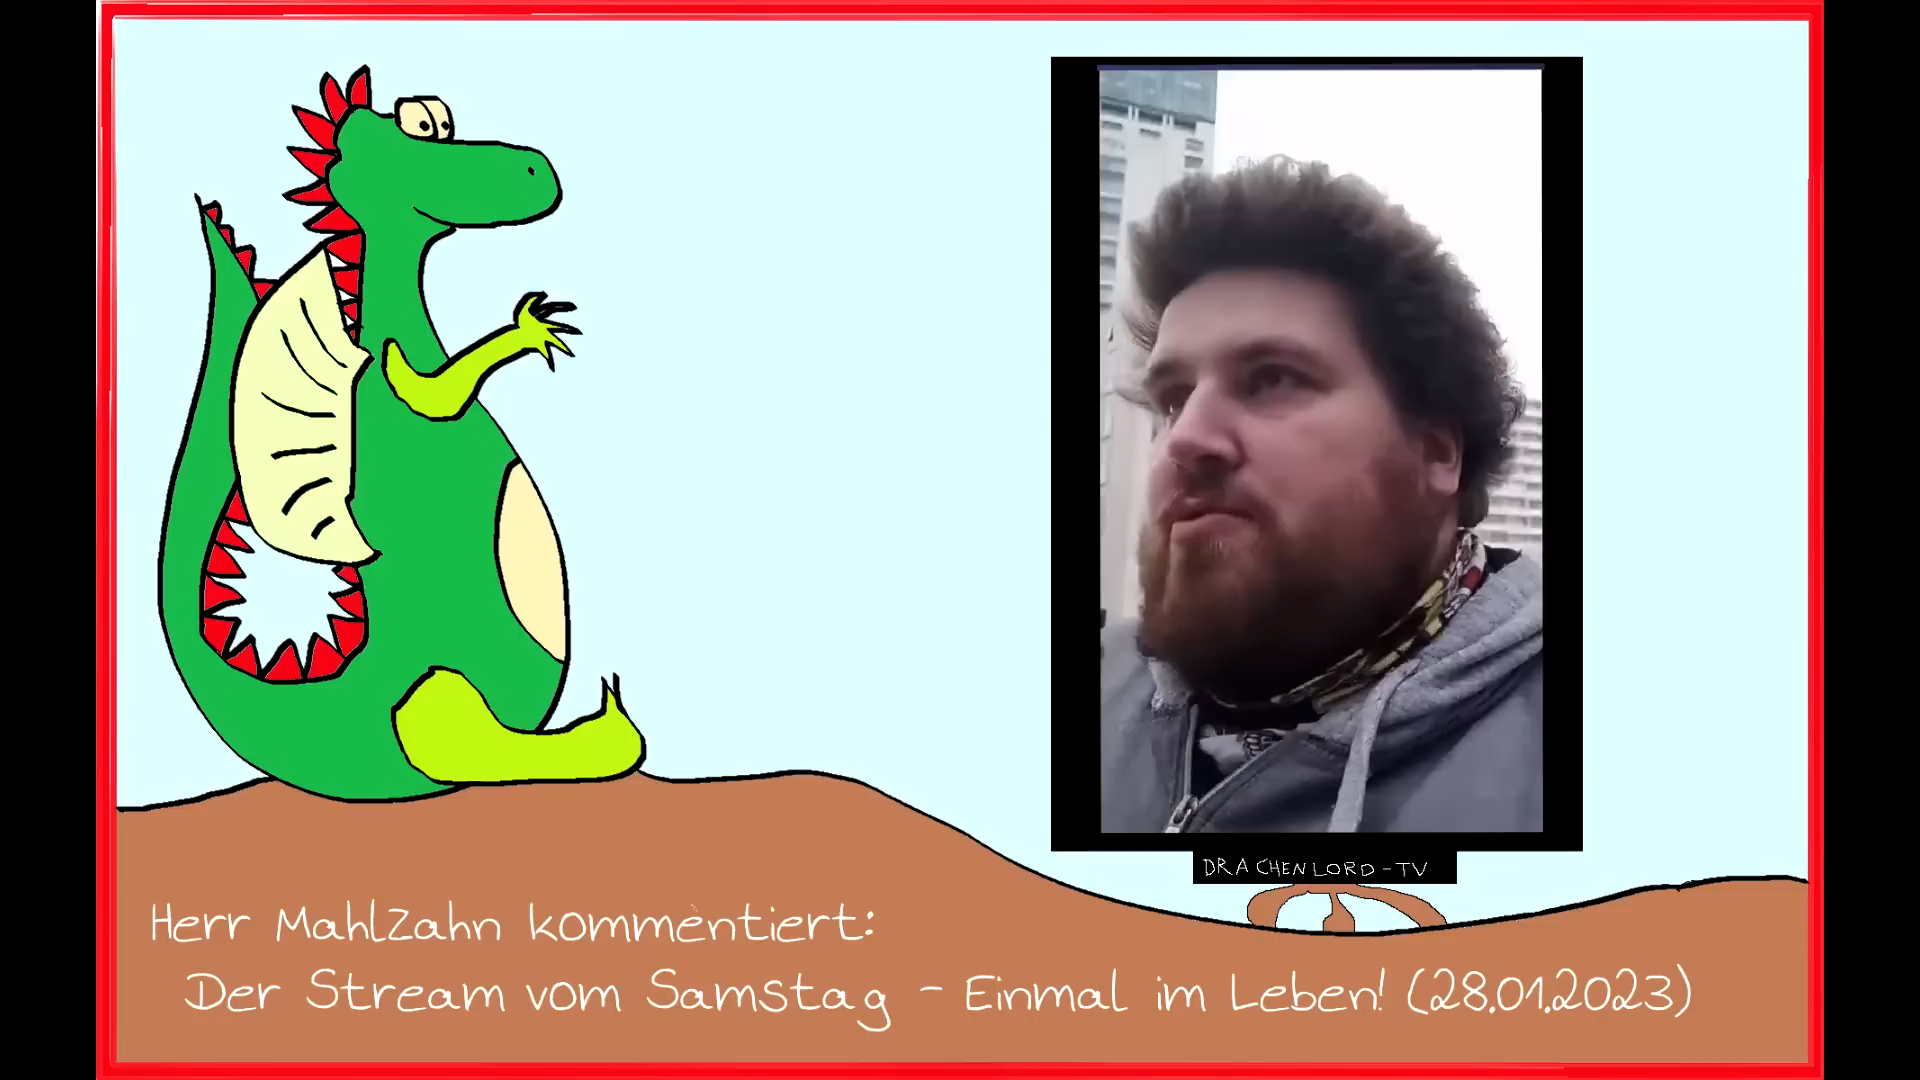 DRACHENLORD-TV
Herr Mahlzahn kommentiert:
Der Stream vom Samstag - Einmal im Leben! (28.01.2023)